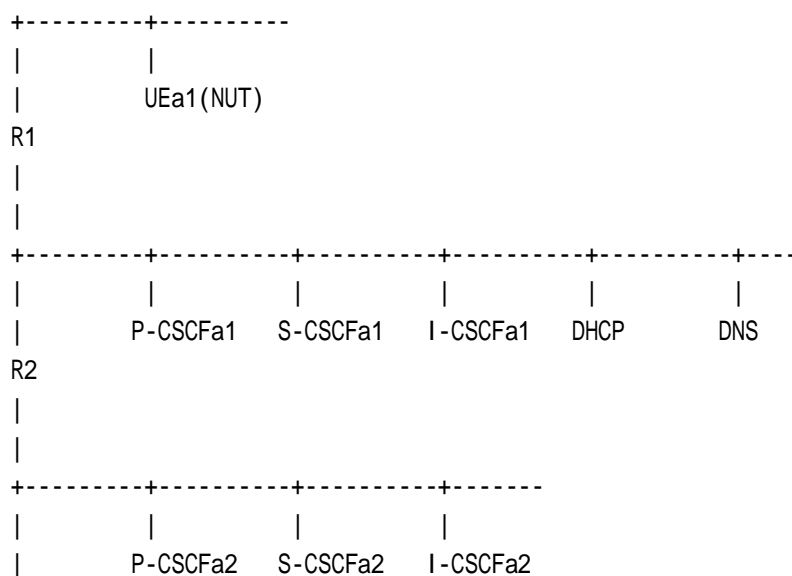 +---------+----------
| |
| UEa1(NUT)
R1
|
|
+---------+----------+----------+----------+----------+----
| | | | | |
| P-CSCFa1 S-CSCFa1 I-CSCFa1 DHCP DNS
R2
|
|
+---------+----------+----------+-------
| | | |
| P-CSCFa2 S-CSCFa2 I-CSCFa2